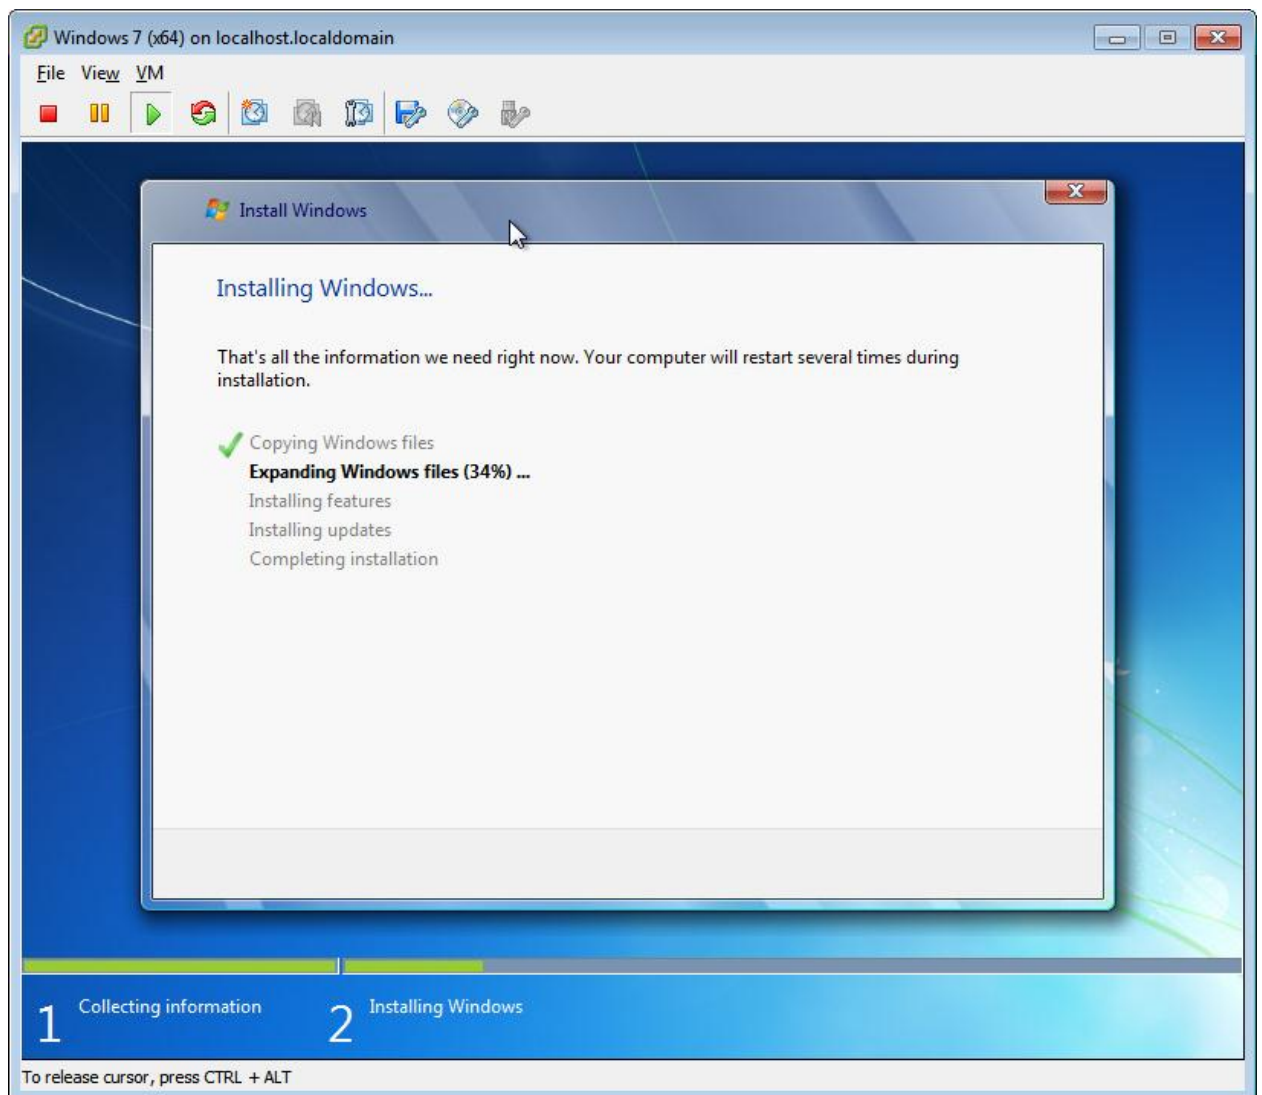 Windows 7 (x64) on localhost.localdomain
File View VM
Install Windows
Installing Windows...
That's all the information we need right now. Your computer will restart several times during
installation.
Copying Windows files
Expanding Windows files (34%) ...
Installing features
Installing updates
Completing installation
1 Collecting information 2 Installing Windows
To release cursor, press CTRL + ALT